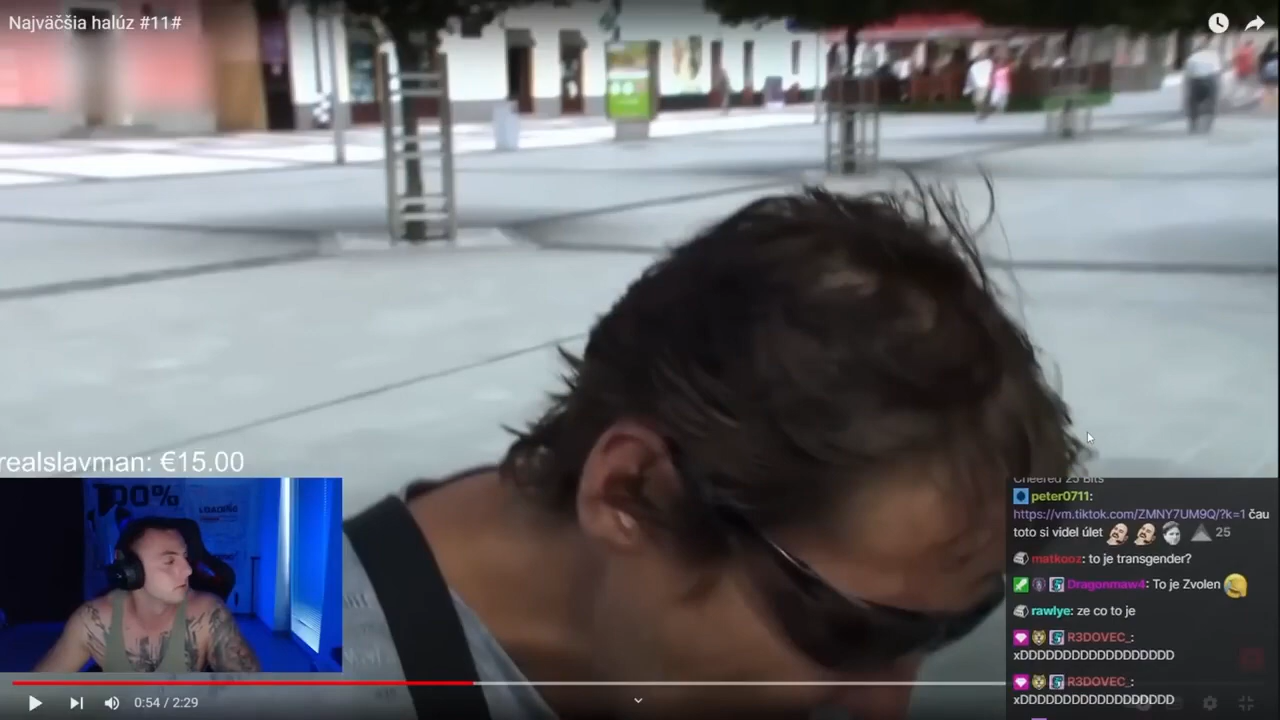 Najväčšia halúz #11#
realslavman: €15.00
100%
LOADING
Cheered 25 Bits
peter0711:
https://vm.tiktok.com/ZMNY7UM9Q/?k=1 čau
toto si videl úlet 25
matkooz: to je transgender?
Dragonmaw4: To je Zvolen
rawlye: ze co to je
R3DOVEC_:
xDDDDDDDDDDDDDDDDDD
R3DOVEC_:
xDDDDDDDDDDDDDDDDDD
0:54 / 2:29